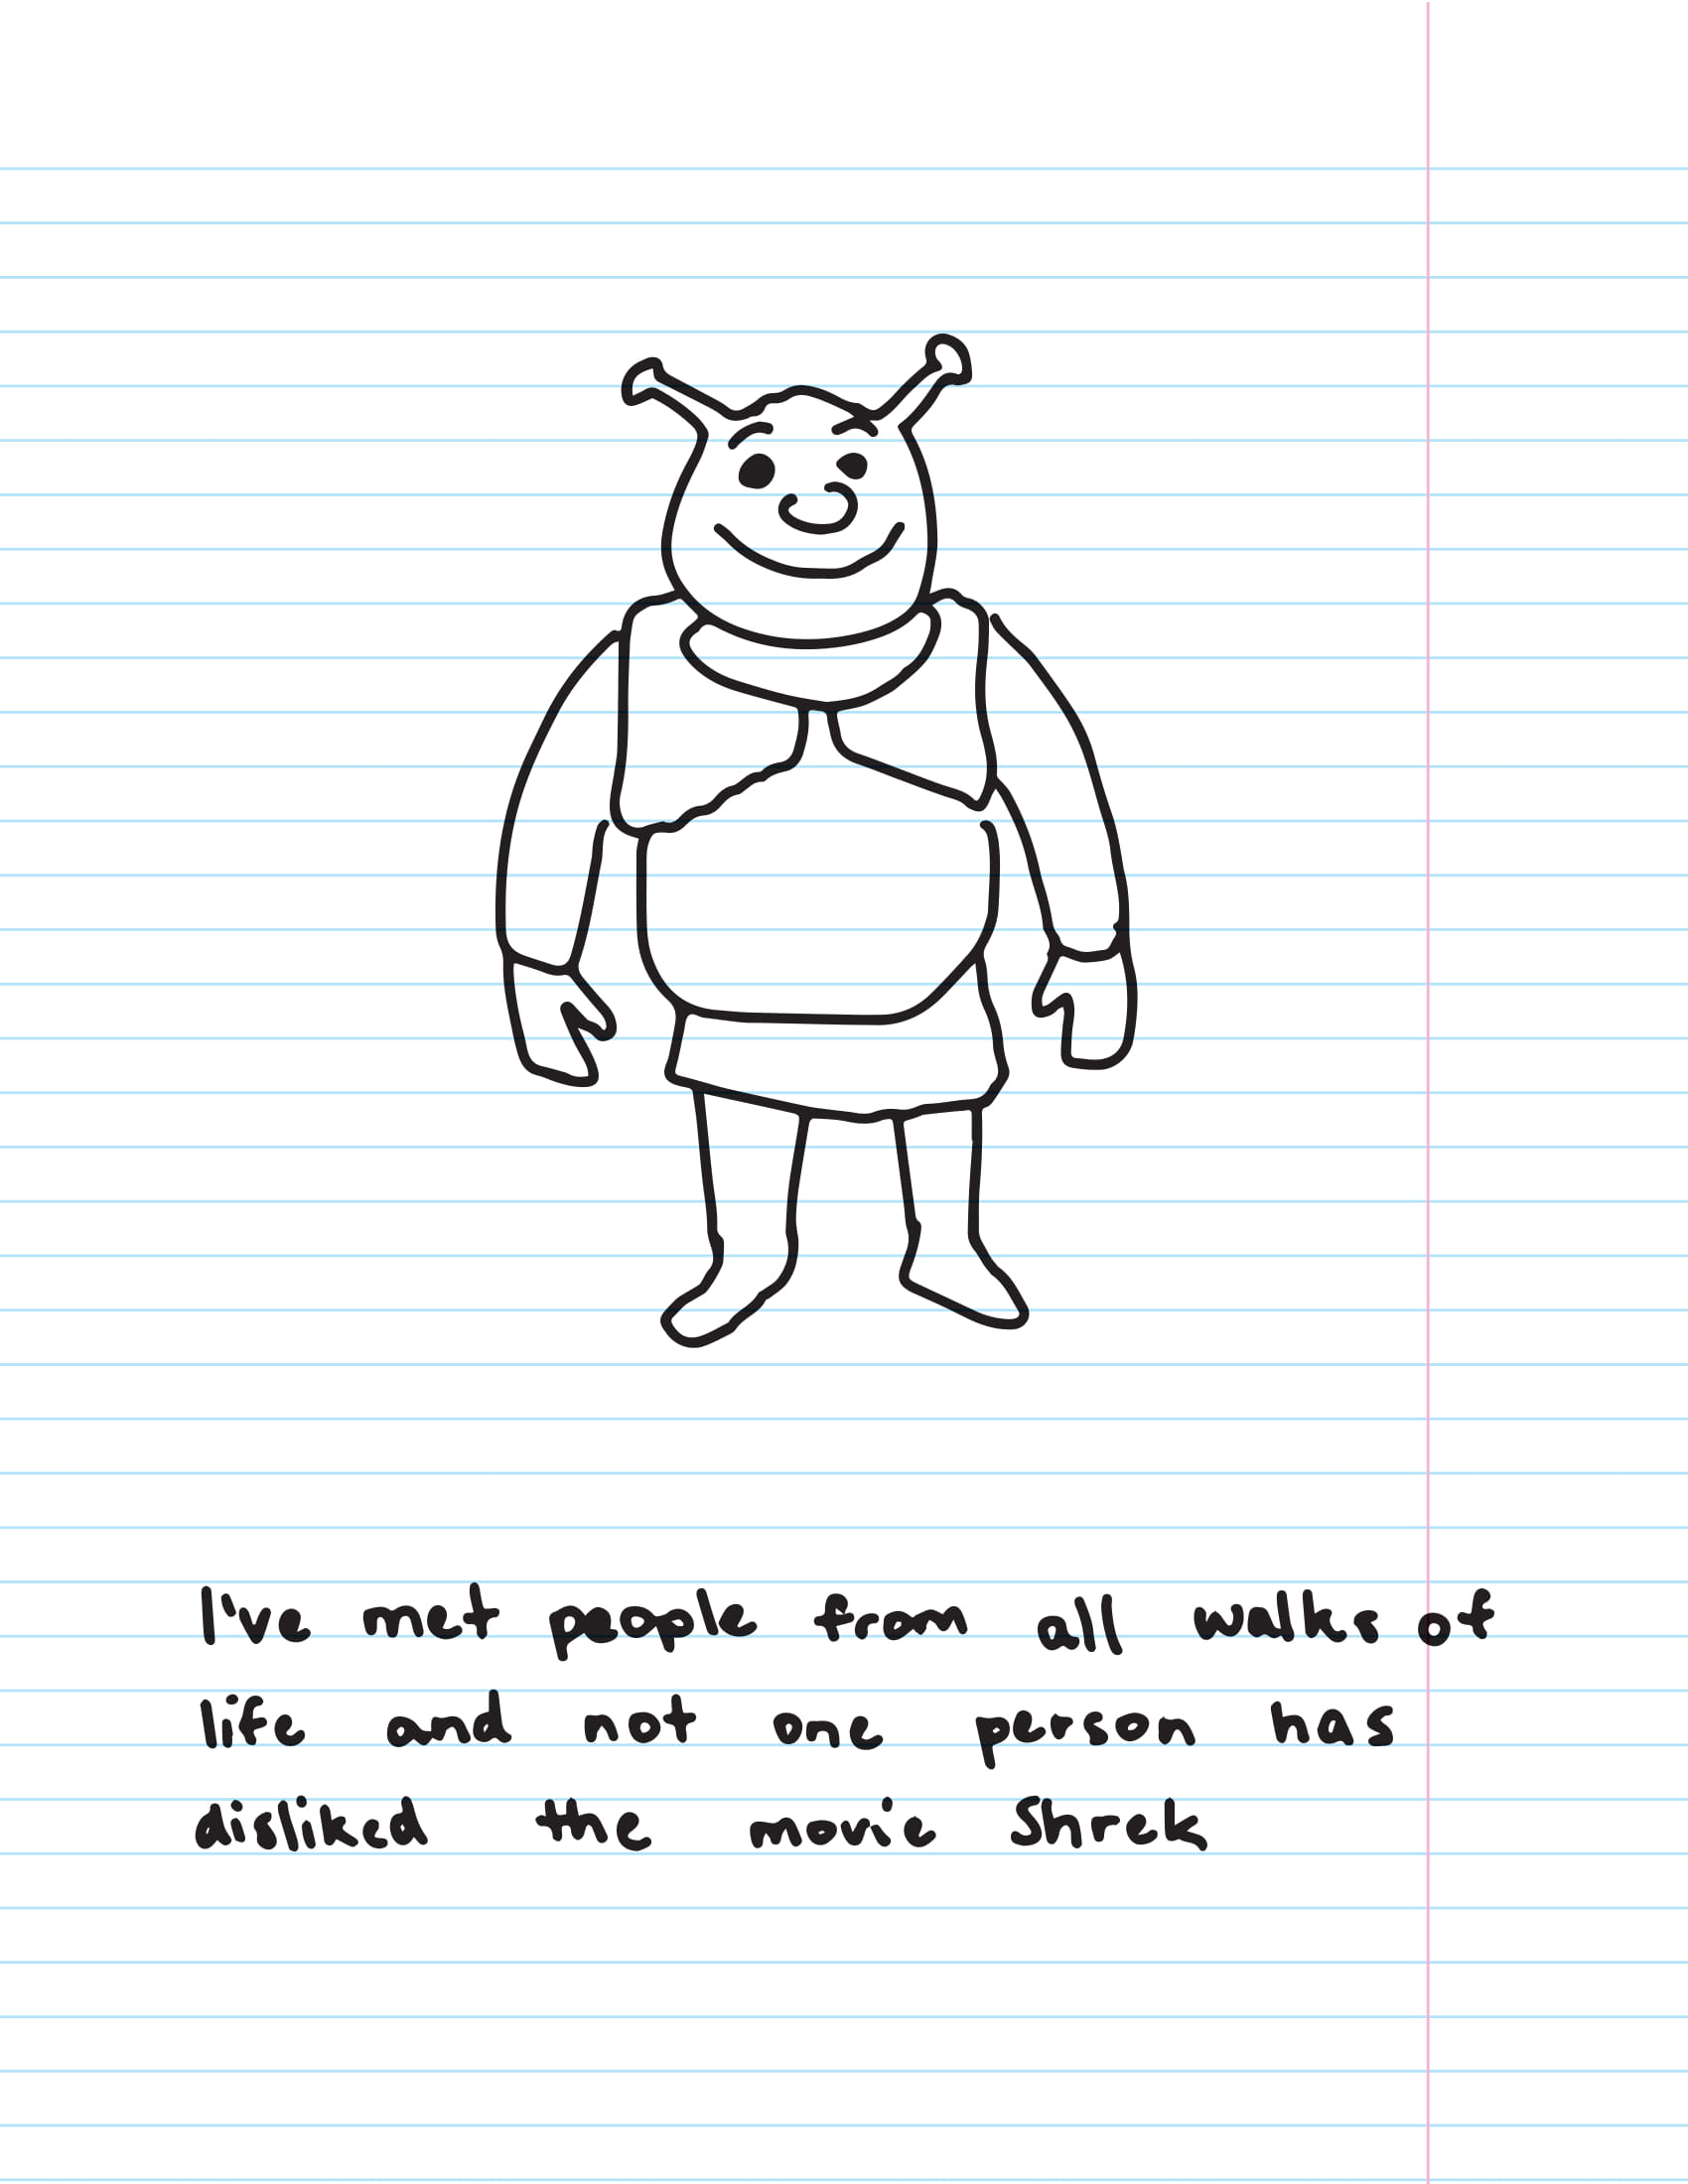 I've met people from all walks of
life and not one person has
disliked the movie Shrek